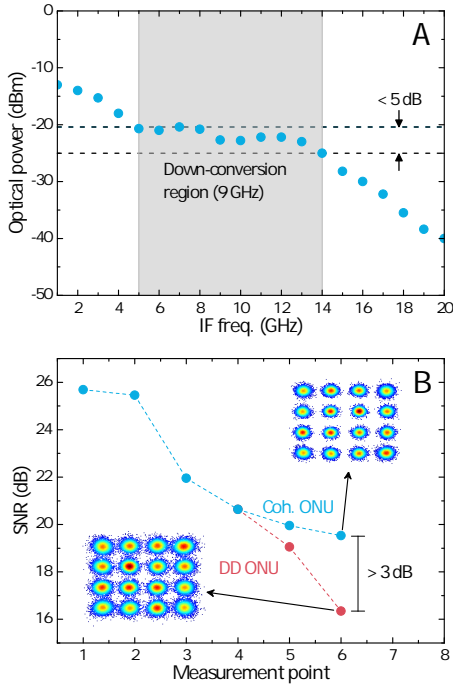 A
0
-10
-20
-30
-40
-50
Optical power (dBm)
< 5 dB
Down-conversion
region (9 GHz)
2 4 6 8 10 12 14 16 18 20
IF freq. (GHz)
B
26
24
22
20
18
16
SNR (dB)
Coh. ONU
DD ONU
> 3 dB
1 2 3 4 5 6 7 8
Measurement point